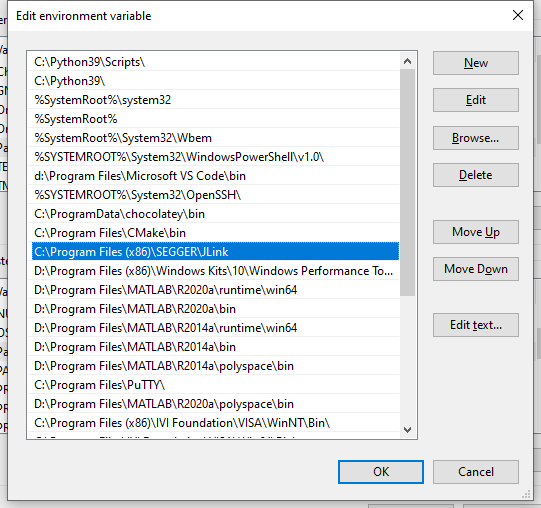 Edit environment variable
C:\Python39\Scripts\
C:\Python39\
%SystemRoot%\system32
%SystemRoot%
%SystemRoot%\System32\Wbem
%SYSTEMROOT%\System32\WindowsPowerShell\v1.0\
d:\Program Files\Microsoft VS Code\bin
%SYSTEMROOT%\System32\OpenSSH\
C:\ProgramData\chocolatey\bin
C:\Program Files\CMake\bin
C:\Program Files (x86)\SEGGER\JLink
D:\Program Files (x86)\Windows Kits\10\Windows Performance To...
D:\Program Files\MATLAB\R2020a\runtime\win64
D:\Program Files\MATLAB\R2020a\bin
D:\Program Files\MATLAB\R2014a\runtime\win64
D:\Program Files\MATLAB\R2014a\bin
D:\Program Files\MATLAB\R2014a\polyspace\bin
C:\Program Files\PuTTY\
D:\Program Files\MATLAB\R2020a\polyspace\bin
C:\Program Files (x86)\IVI Foundation\VISA\WinNT\Bin\
New
Edit
Browse...
Delete
Move Up
Move Down
Edit text...
OK
Cancel